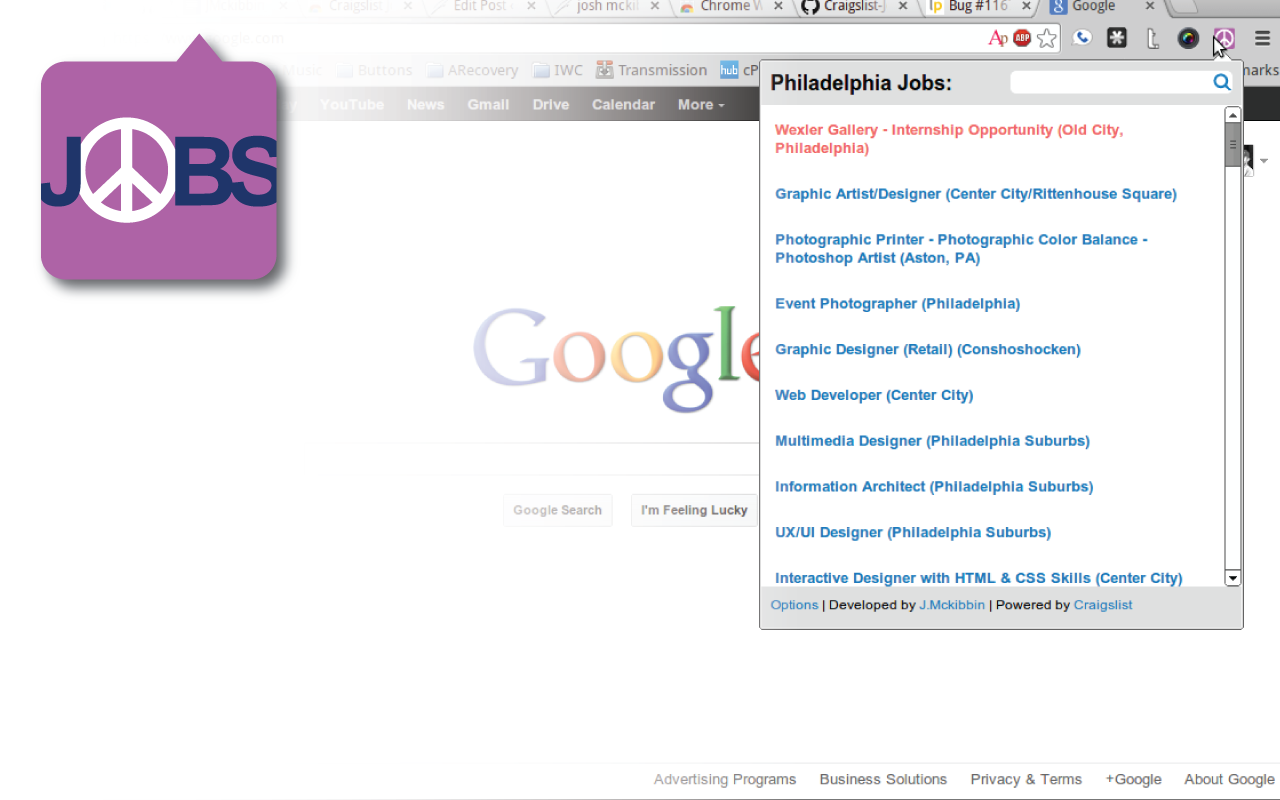 Craigslist
Edit Post
josh mckil
Chrome W
Craigslist-J
Bug #116
Google
gle.com
Ap
ABP
Music
Buttons
ARecovery
IWC
Transmission
hub
cP
marks
YouTube
News
Gmail
Drive
Calendar
More
JOBS
Philadelphia Jobs:
Wexler Gallery - Internship Opportunity (Old City,
Philadelphia)
Graphic Artist/Designer (Center City/Rittenhouse Square)
Photographic Printer - Photographic Color Balance -
Photoshop Artist (Aston, PA)
Event Photographer (Philadelphia)
Graphic Designer (Retail) (Conshoshocken)
Web Developer (Center City)
Multimedia Designer (Philadelphia Suburbs)
Information Architect (Philadelphia Suburbs)
UX/UI Designer (Philadelphia Suburbs)
Interactive Designer with HTML & CSS Skills (Center City)
Options | Developed by J.Mckibbin | Powered by Craigslist
Google
Google Search
I'm Feeling Lucky
Advertising Programs
Business Solutions
Privacy & Terms
+Google
About Google